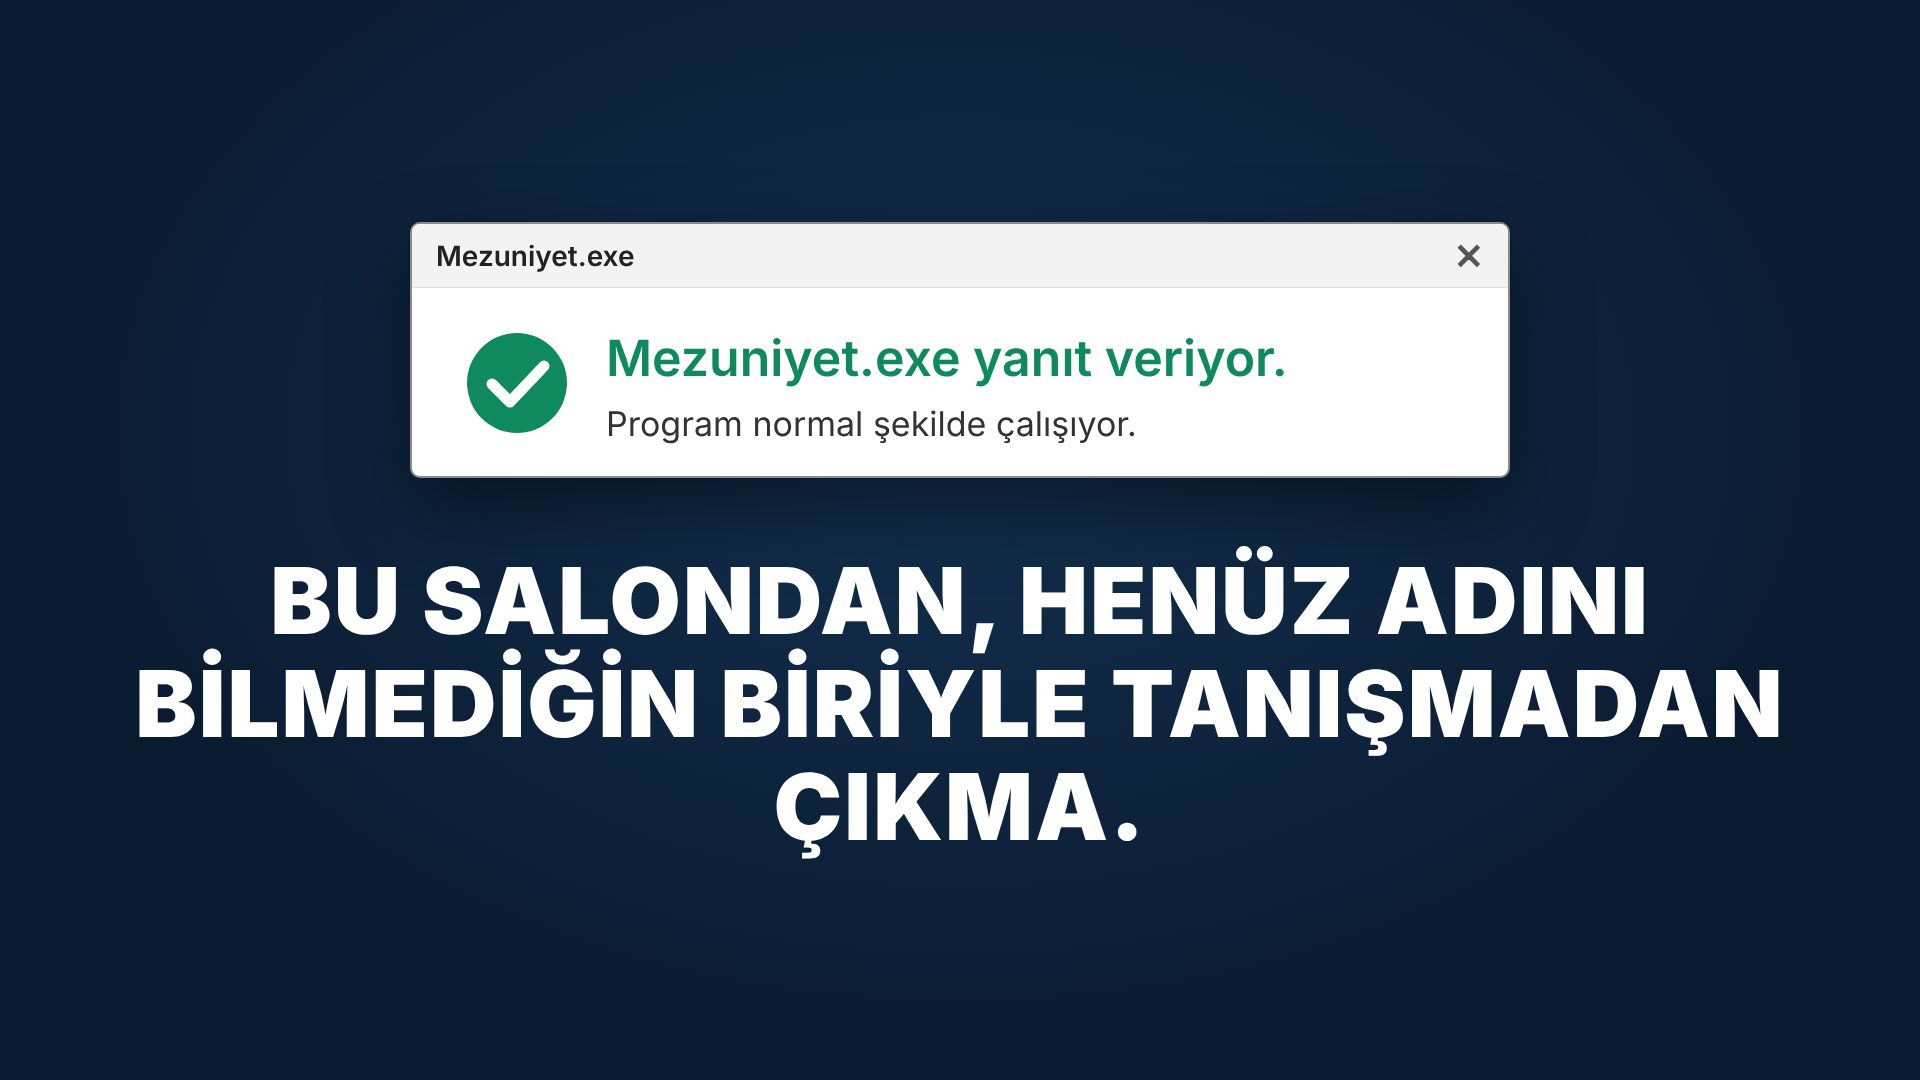 Mezuniyet.exe
Mezuniyet.exe yanıt veriyor.
Program normal şekilde çalışıyor.
BU SALONDAN, HENÜZ ADINI
BİLMEDİĞİN BİRİYLE TANIŞMADAN
ÇIKMA.